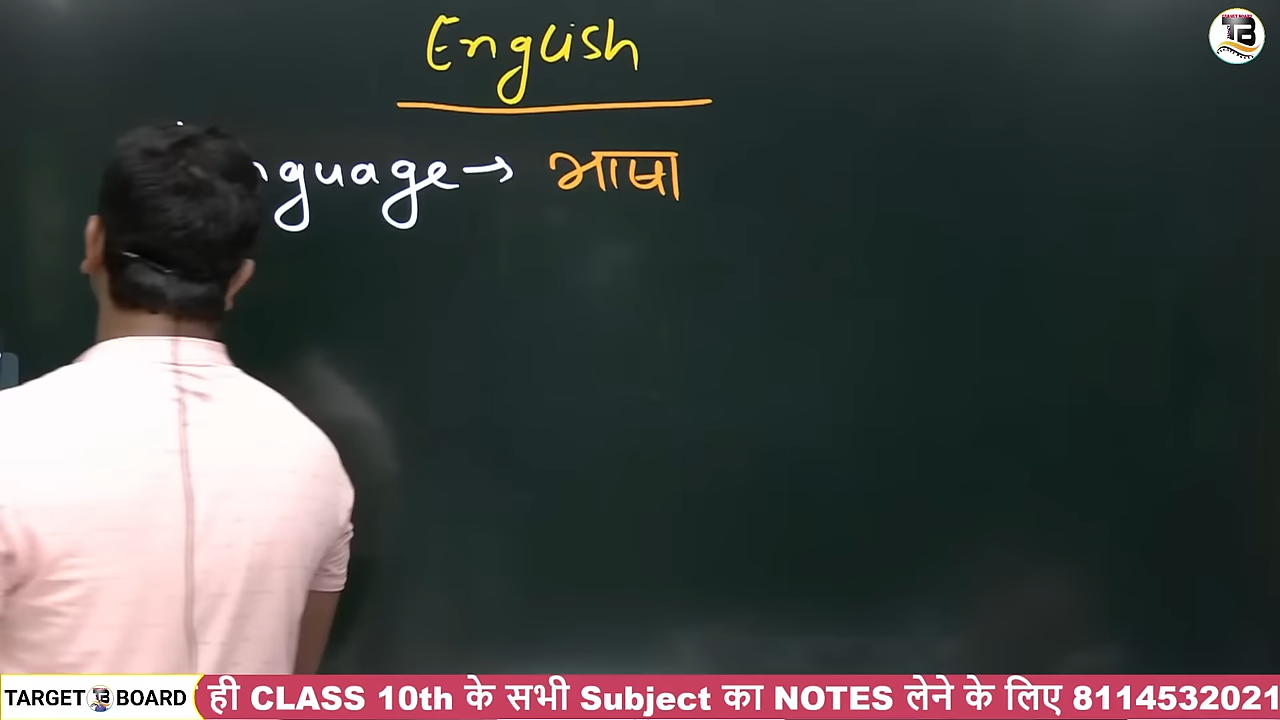 English
nguage → भाषा
TARGET BOARD ही CLASS 10th के सभी Subject का NOTES लेने के लिए 8114532021